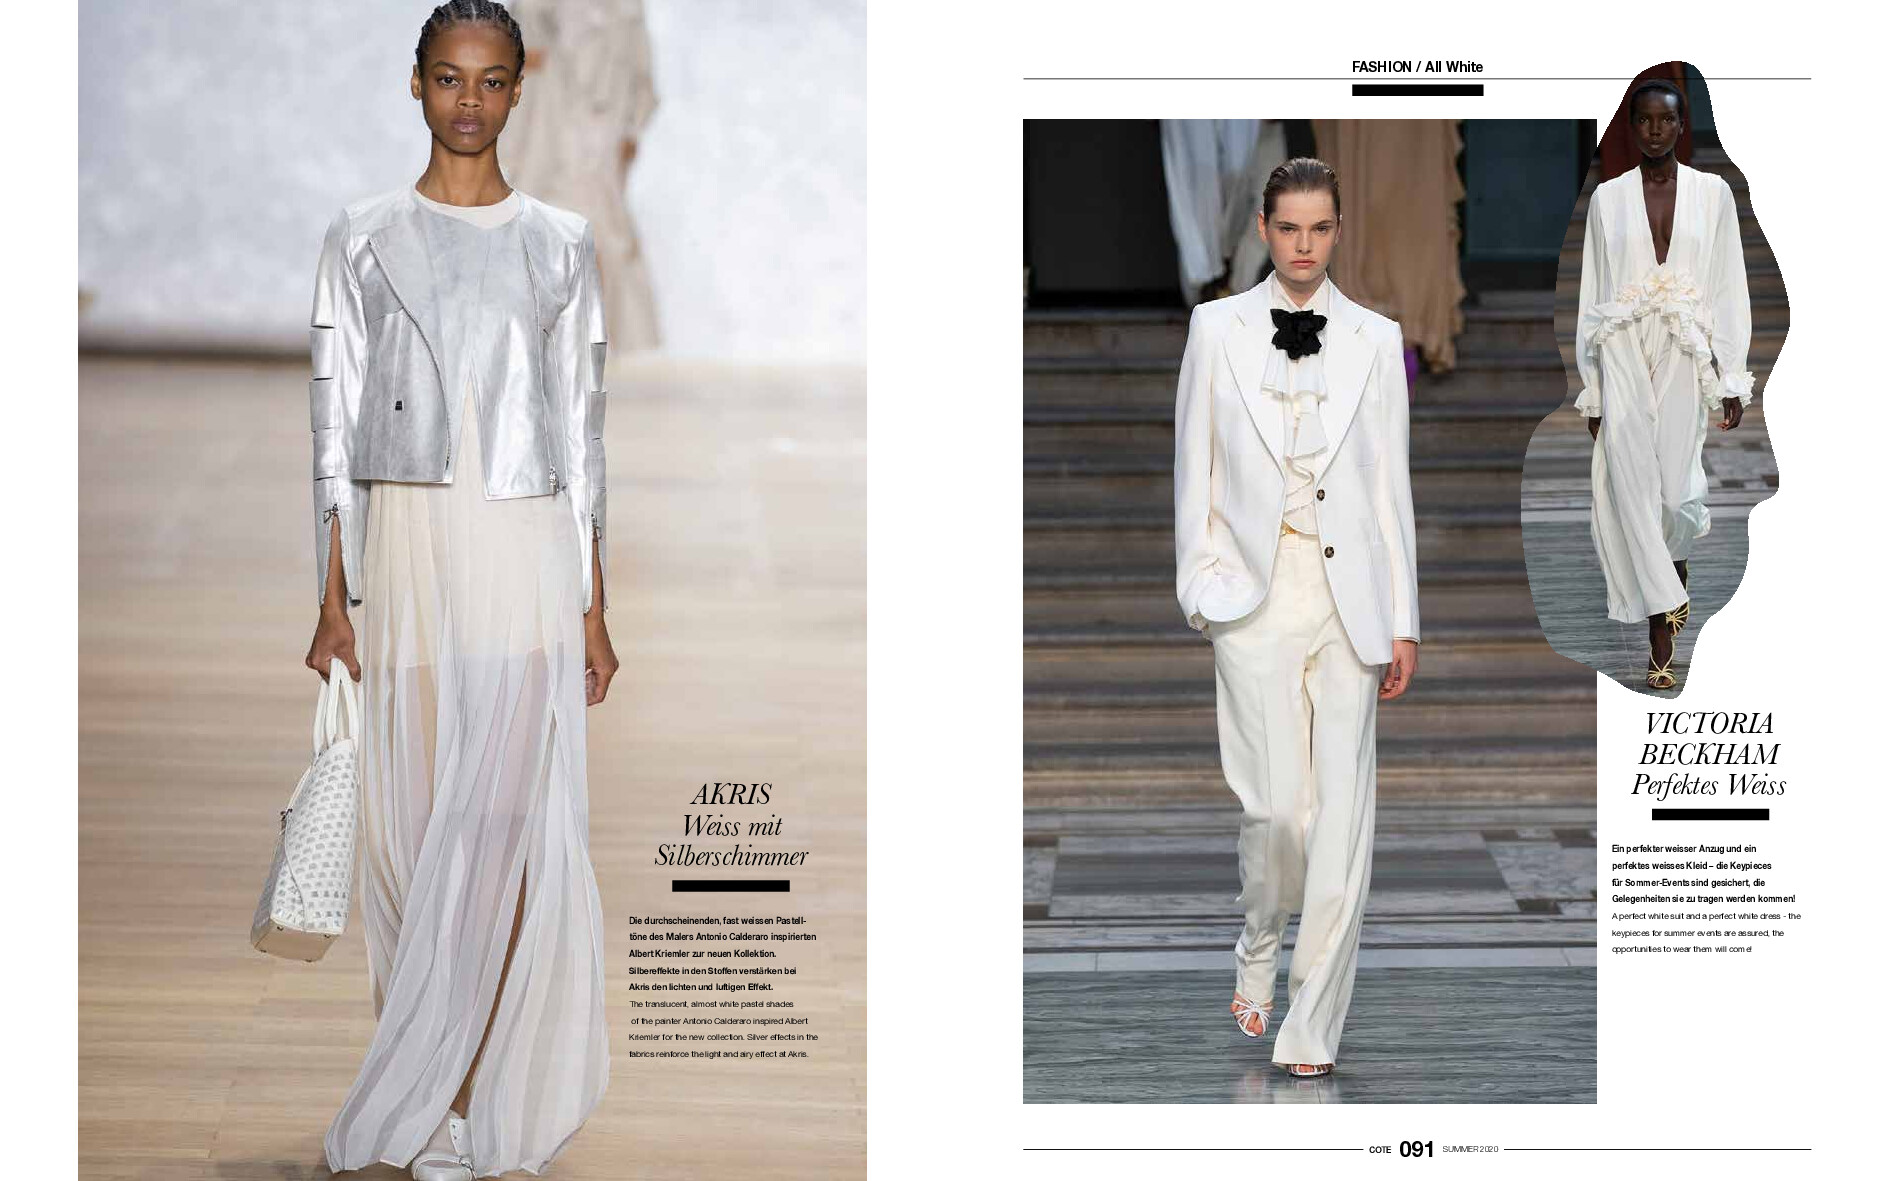 AKRIS
Weiss mit
Silberschimmer
Die durchscheinenden, fast weissen Pastell-
töne des Malers Antonio Calderaro inspirierten
Albert Kriemler zur neuen Kollektion.
Silbereffekte in den Stoffen verstärken bei
Akris den lichten und luftigen Effekt.
The translucent, almost white pastel shades
of the painter Antonio Calderaro inspired Albert
Kriemler for the new collection. Silver effects in the
fabrics reinforce the light and airy effect at Akris.
FASHION / All White
VICTORIA
BECKHAM
Perfektes Weiss
Ein perfekter weisser Anzug und ein
perfektes weisses Kleid – die Keypieces
für Sommer-Events sind gesichert, die
Gelegenheiten sie zu tragen werden kommen!
A perfect white suit and a perfect white dress - the
keypieces for summer events are assured, the
opportunities to wear them will come!
COTE 091 SUMMER 2020